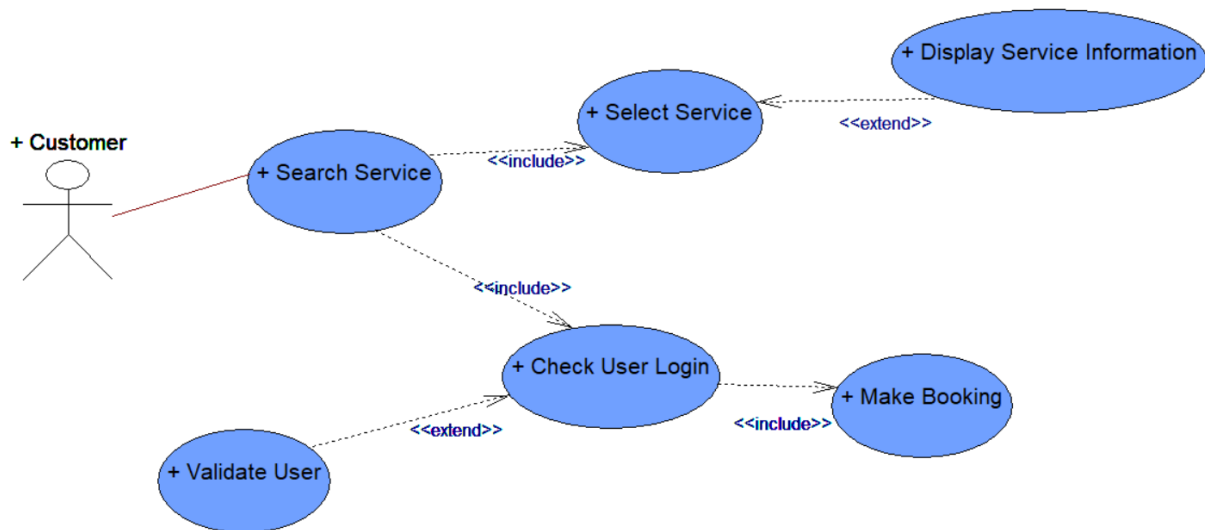 + Display Service Information
+ Select Service
<<extend>>
+ Customer
<<include>>
+ Search Service
<<include>>
+ Check User Login
+ Make Booking
<<include>>
<<extend>>
+ Validate User